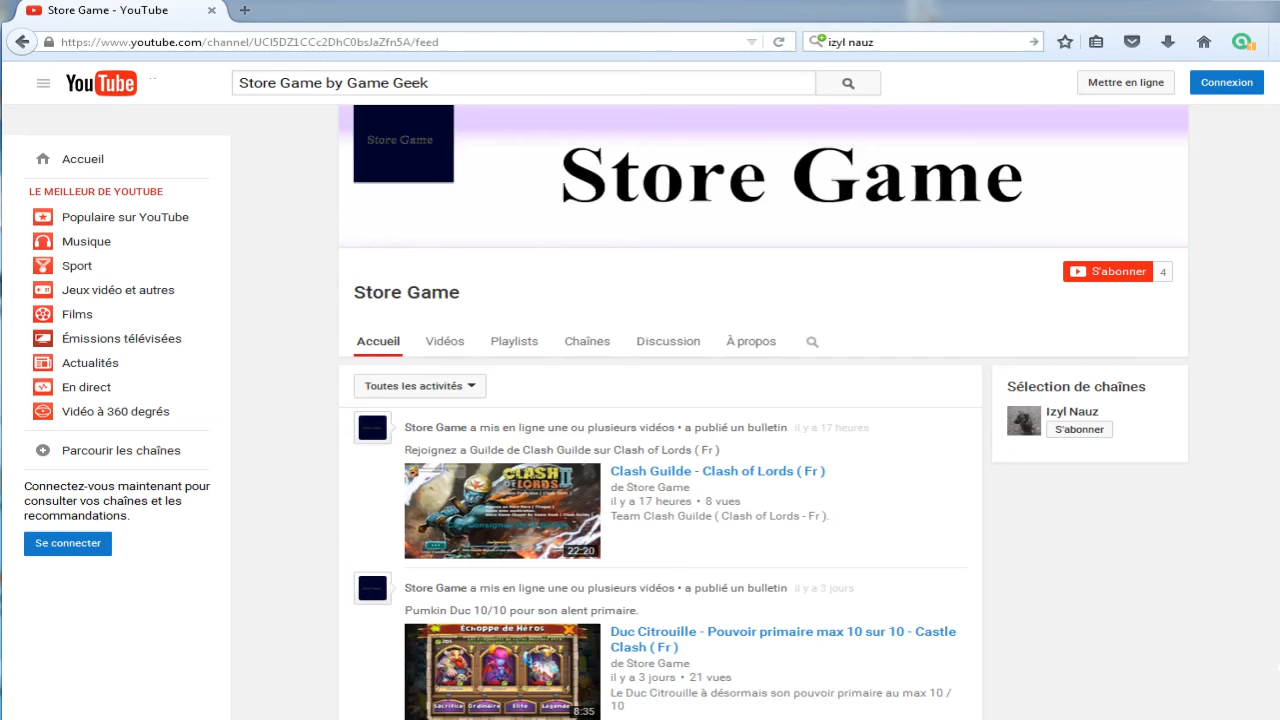 Store Game - YouTube
https://www.youtube.com/channel/UCI5DZ1CCc2DhC0bsJaZfn5A/feed
izyl nauz
YouTube
Store Game by Game Geek
Mettre en ligne
Connexion
Accueil
LE MEILLEUR DE YOUTUBE
Populaire sur YouTube
Musique
Sport
Jeux vidéo et autres
Films
Émissions télévisées
Actualités
En direct
Vidéo à 360 degrés
Parcourir les chaînes
Connectez-vous maintenant pour
consulter vos chaînes et les
recommandations.
Se connecter
Store Game
Store Game
Store Game
S'abonner 4
Accueil Vidéos Playlists Chaînes Discussion À propos
Toutes les activités
Store Game a mis en ligne une ou plusieurs vidéos • a publié un bulletin il y a 17 heures
Rejoignez a Guilde de Clash Guilde sur Clash of Lords ( Fr )
CLASH
OF LORDS II
22:20
Clash Guilde - Clash of Lords ( Fr )
de Store Game
il y a 17 heures • 8 vues
Team Clash Guilde ( Clash of Lords - Fr ).
Store Game a mis en ligne une ou plusieurs vidéos • a publié un bulletin il y a 3 jours
Pumkin Duc 10/10 pour son alent primaire.
Echoppe de Héros
Sacrifice Ordinaire Elite Légende
8:35
Duc Citrouille - Pouvoir primaire max 10 sur 10 - Castle
Clash ( Fr )
de Store Game
il y a 3 jours • 21 vues
Le Duc Citrouille à désormais son pouvoir primaire au max 10 /
10
Sélection de chaînes
Izyl Nauz
S'abonner